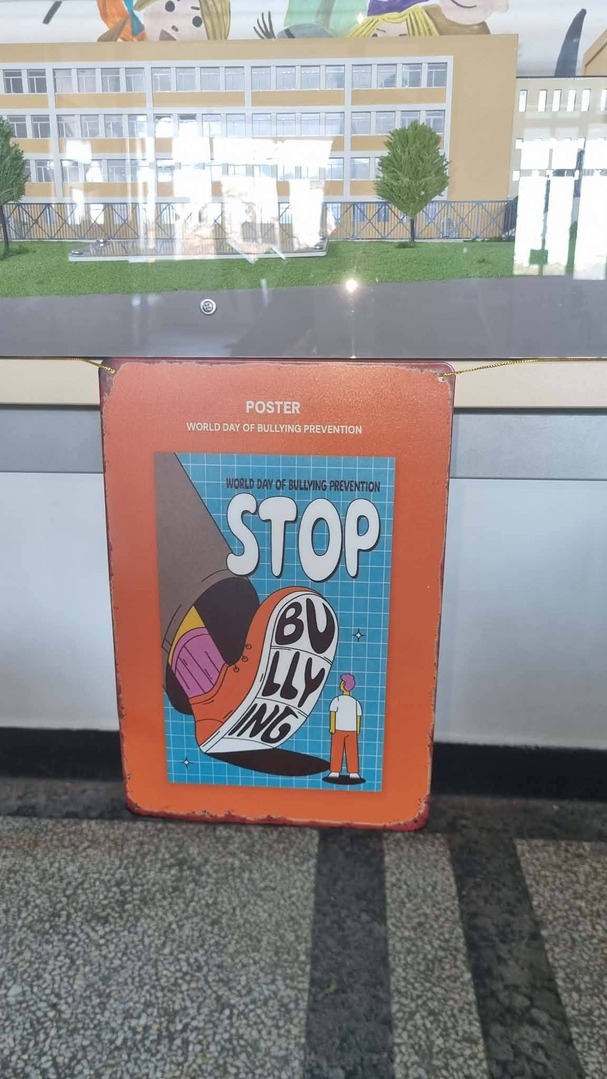 POSTER
WORLD DAY OF BULLYING PREVENTION
WORLD DAY OF BULLYING PREVENTION
STOP
BU
LLY
ING